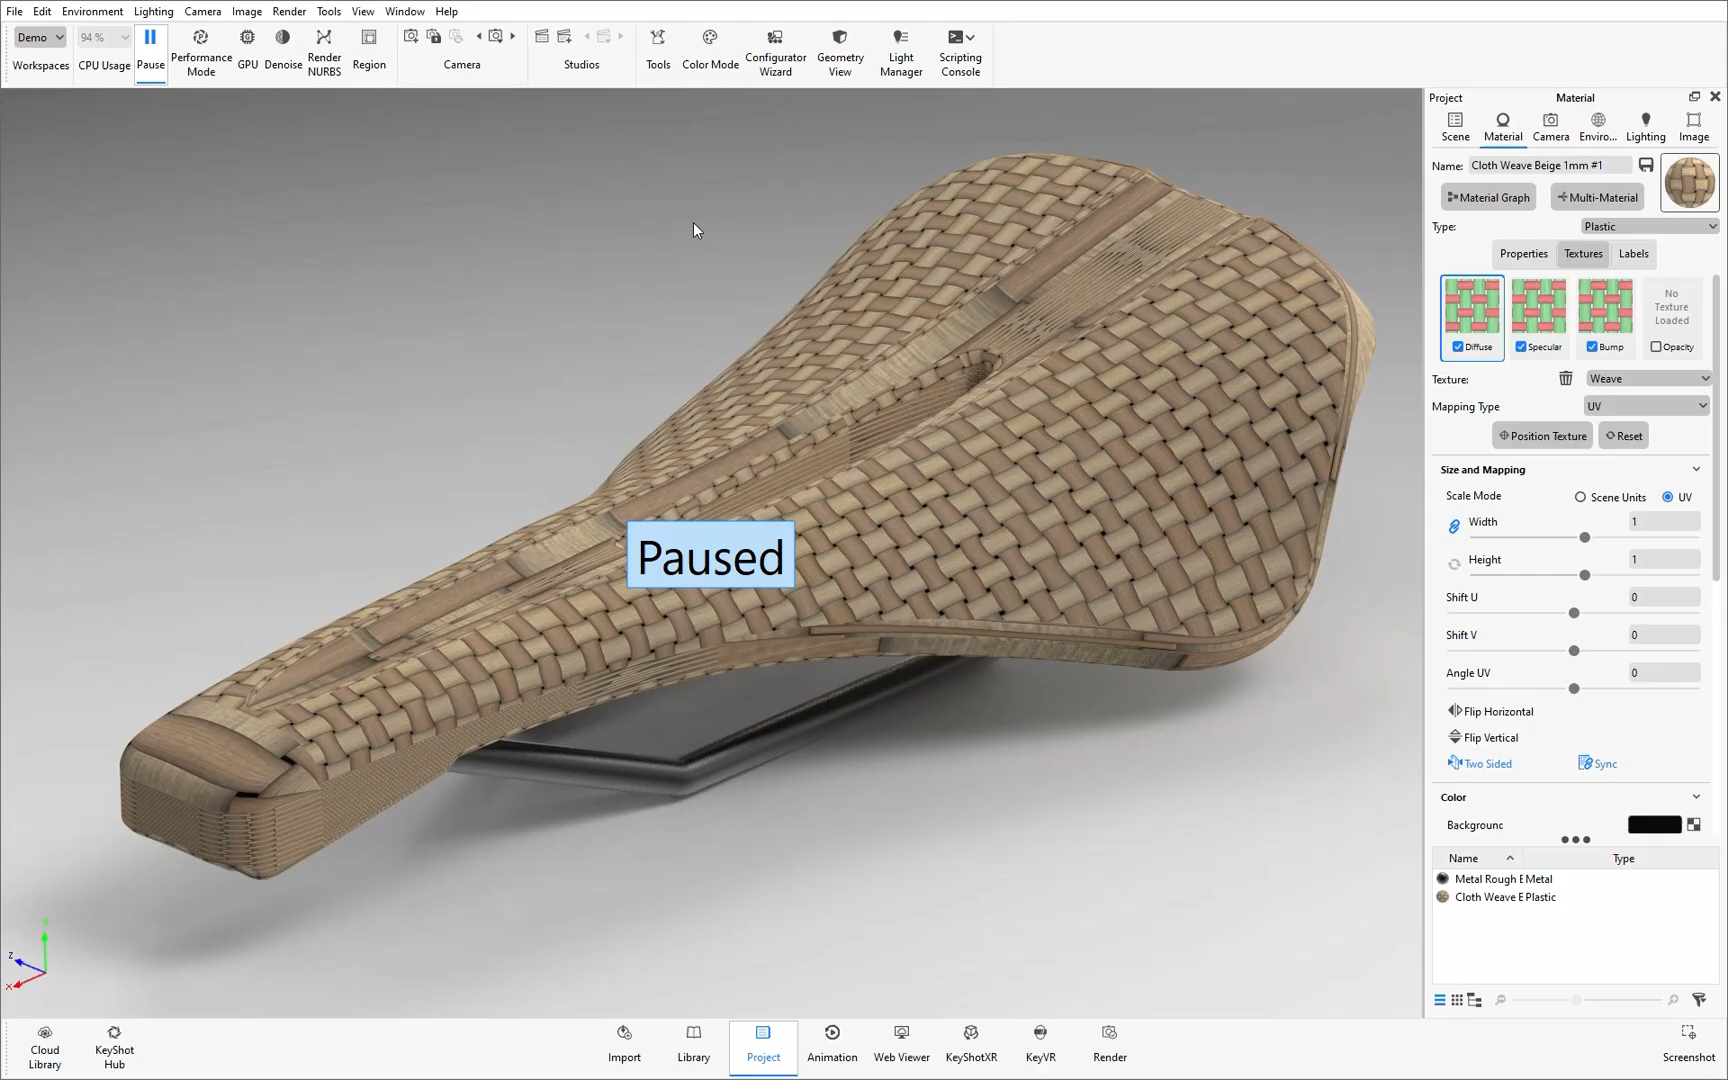 File Edit Environment Lighting Camera Image Render Tools View Window Help
Demo 94 %
Workspaces CPU Usage Pause Performance Mode GPU Denoise Render NURBS Region Camera Studios Tools Color Mode Configurator Wizard Geometry View Light Manager Scripting Console
Project Material
Scene Material Camera Enviro... Lighting Image
Name: Cloth Weave Beige 1mm #1
Material Graph Multi-Material
Type: Plastic
Properties Textures Labels
No Texture Loaded
Diffuse Specular Bump Opacity
Texture: Weave
Mapping Type UV
Position Texture Reset
Size and Mapping
Scale Mode Scene Units UV
Width 1
Height 1
Shift U 0
Shift V 0
Angle UV 0
Flip Horizontal
Flip Vertical
Two Sided Sync
Color
Background
Name Type
Metal Rough E Metal
Cloth Weave E Plastic
Paused
Y
Z
X
Cloud Library KeyShot Hub Import Library Project Animation Web Viewer KeyShotXR KeyVR Render Screenshot